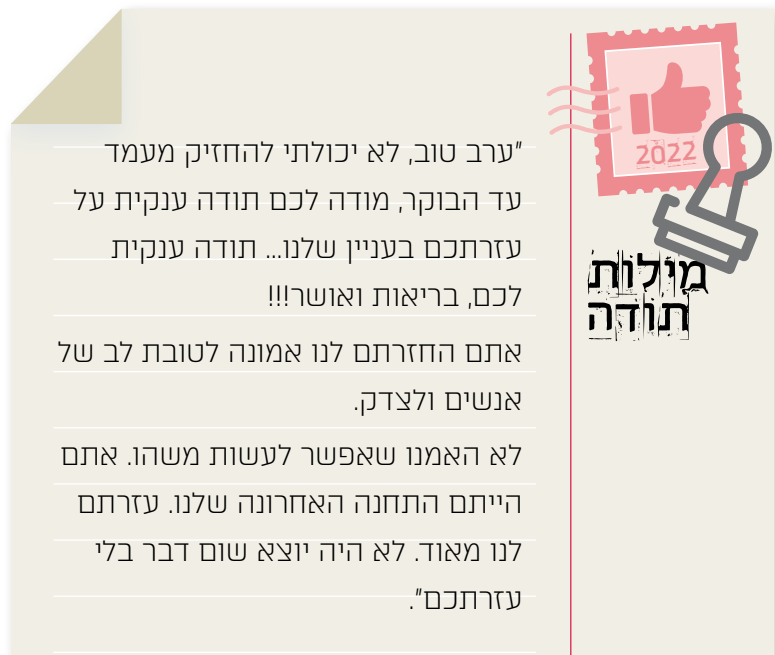 2022
מילות
תודה
"ערב טוב, לא יכולתי להחזיק מעמד
עד הבוקר, מודה לכם תודה ענקית על
עזרתכם בעניין שלנו... תודה ענקית
לכם, בריאות ואושר!!!
אתם החזרתם לנו אמונה לטובת לב של
אנשים ולצדק.
לא האמנו שאפשר לעשות משהו. אתם
הייתם התחנה האחרונה שלנו. עזרתם
לנו מאוד. לא היה יוצא שום דבר בלי
עזרתכם".